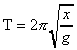 T = 2π√(x/g)